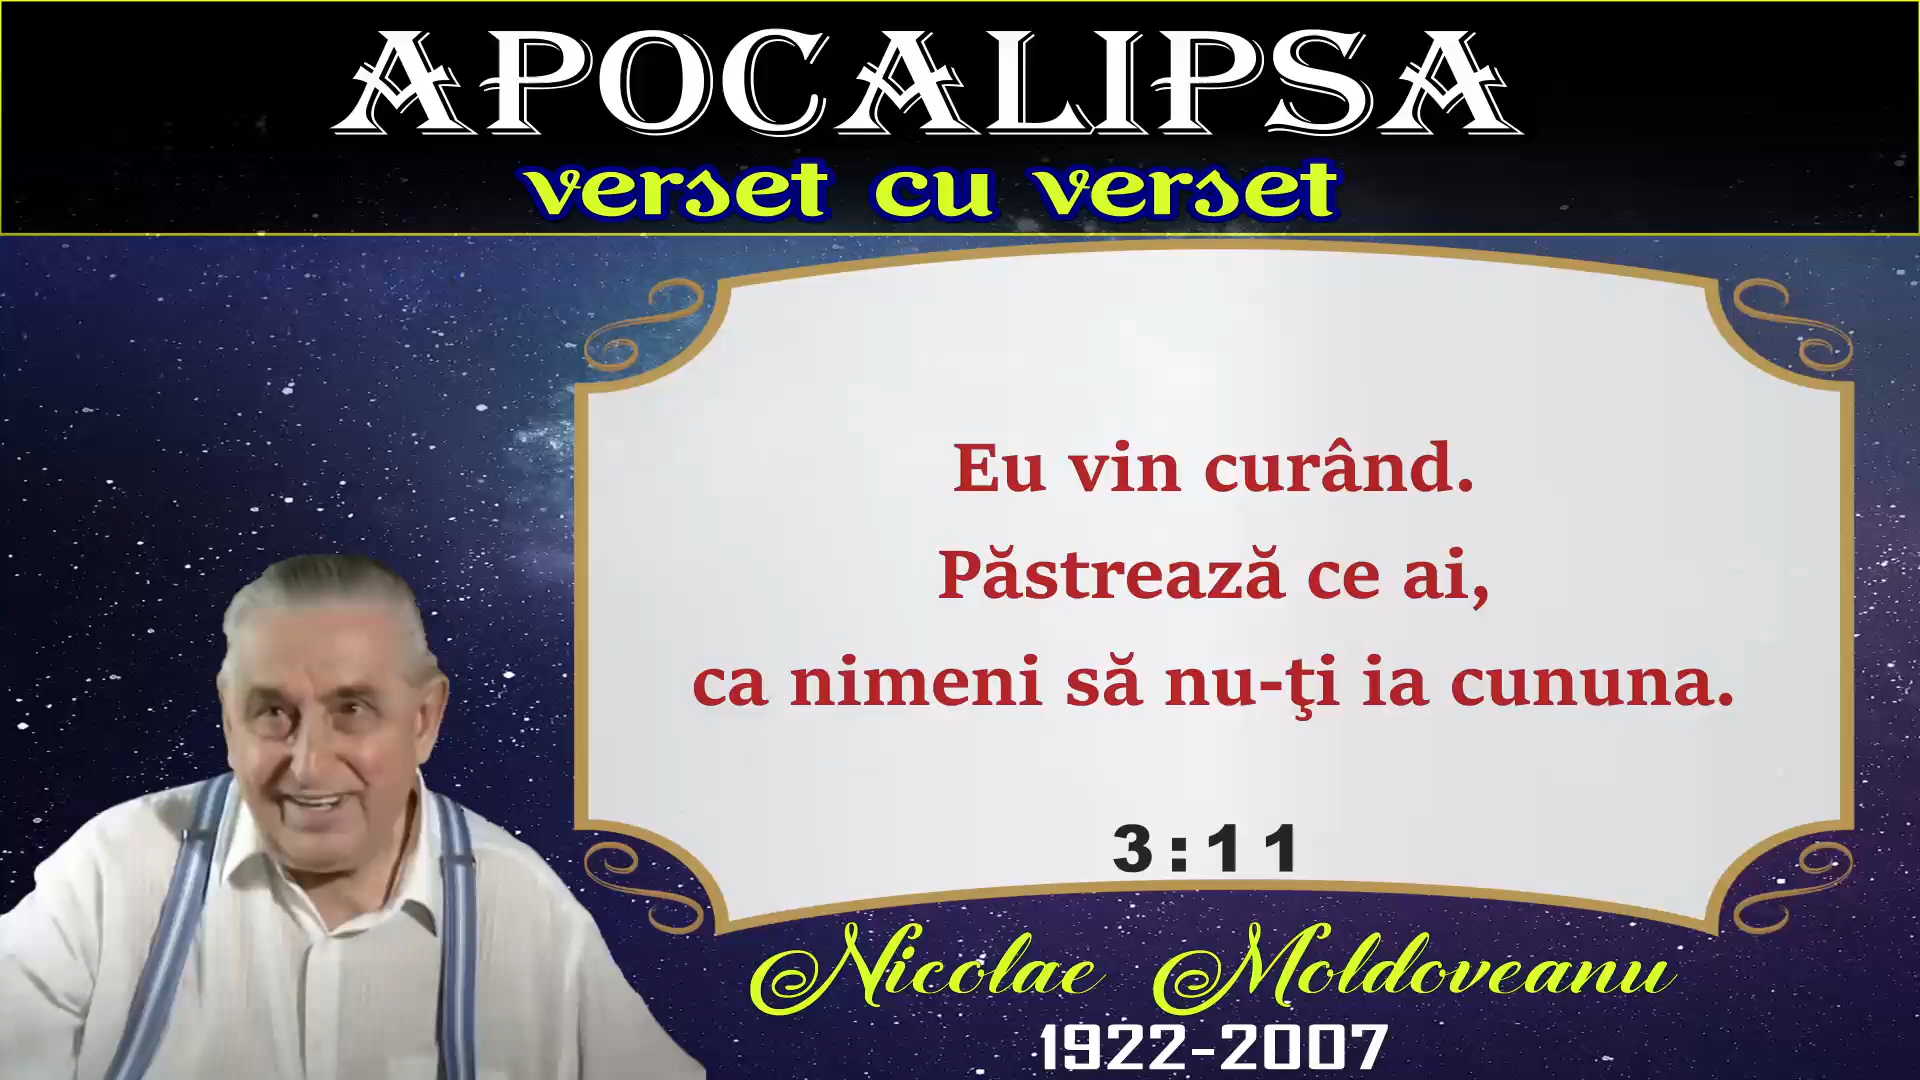 APOCALIPSA
verset cu verset
Eu vin curând.
Păstrează ce ai,
ca nimeni să nu-ţi ia cununa.
3:11
Nicolae Moldoveanu
1922-2007